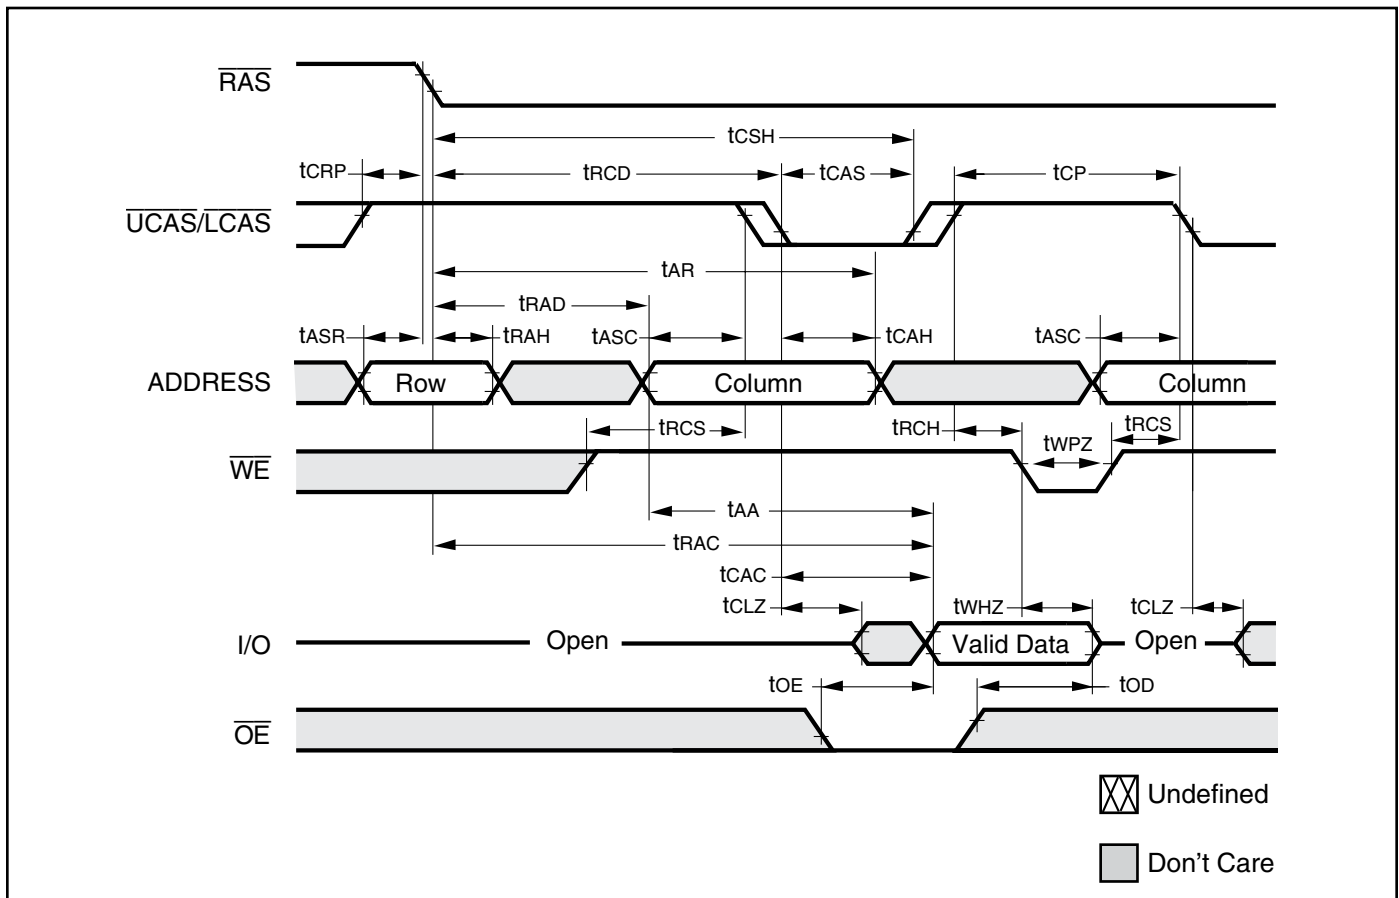 RAS
tCSH
tCRP
tRCD
tCAS
tCP
UCAS/LCAS
tAR
tRAD
tASR
tRAH
tASC
tCAH
tASC
ADDRESS
Row
Column
Column
tRCS
tRCH
tWPZ
tRCS
WE
tAA
tRAC
tCAC
tCLZ
tWHZ
tCLZ
I/O
Open
Valid Data
Open
tOE
tOD
OE
Undefined
Don't Care